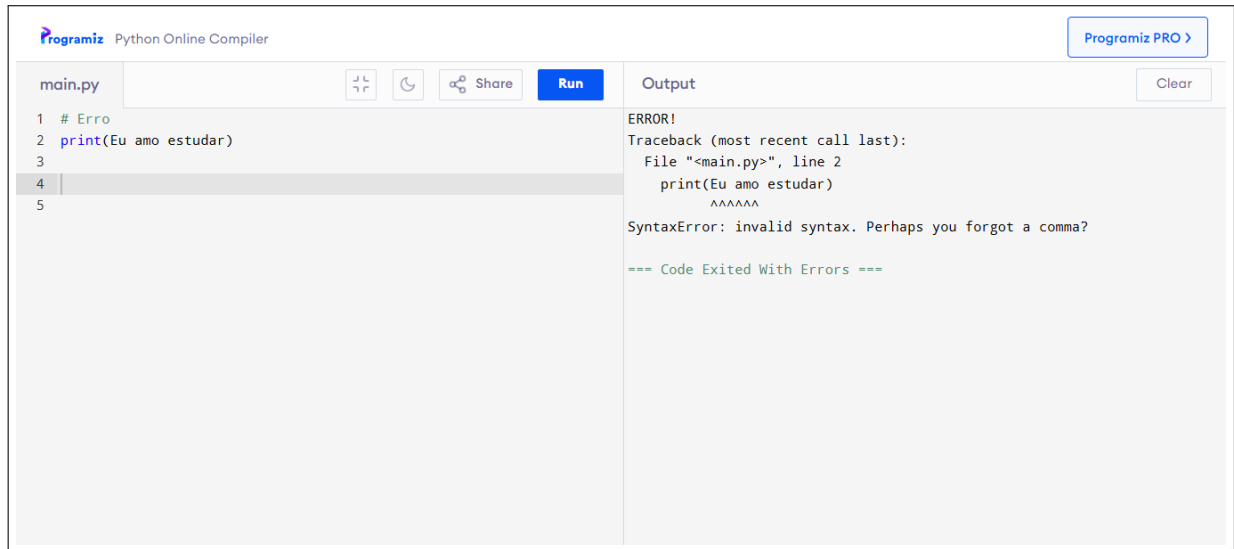 Programiz Python Online Compiler
Programiz PRO >
main.py
Share
Run
Output
Clear
1 # Erro
2 print(Eu amo estudar)
3
4
5
ERROR!
Traceback (most recent call last):
  File "<main.py>", line 2
    print(Eu amo estudar)
          ^^^^^^
SyntaxError: invalid syntax. Perhaps you forgot a comma?
=== Code Exited With Errors ===